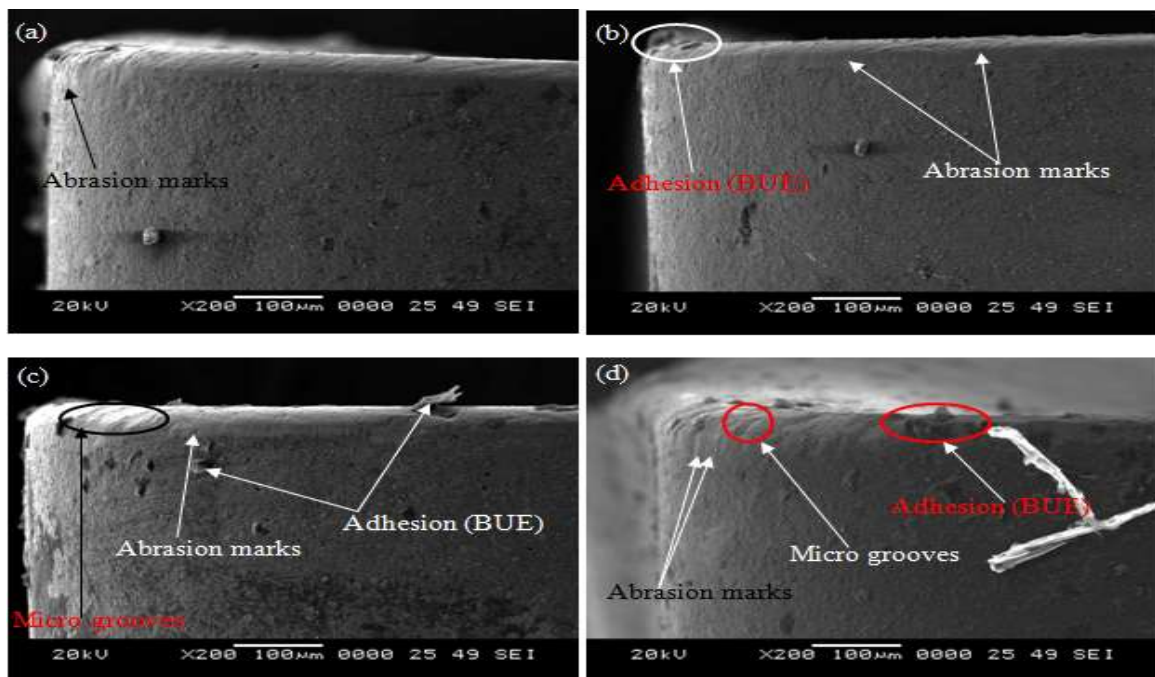 (a)
Abrasion marks
20kV X200 100µm 0000 25 49 SEI
(b)
Adhesion (BUE)
Abrasion marks
20kV X200 100µm 0000 25 49 SEI
(c)
Adhesion (BUE)
Abrasion marks
Micro grooves
20kV X200 100µm 0000 25 49 SEI
(d)
Adhesion (BUE)
Micro grooves
Abrasion marks
20kV X200 100µm 0000 25 49 SEI